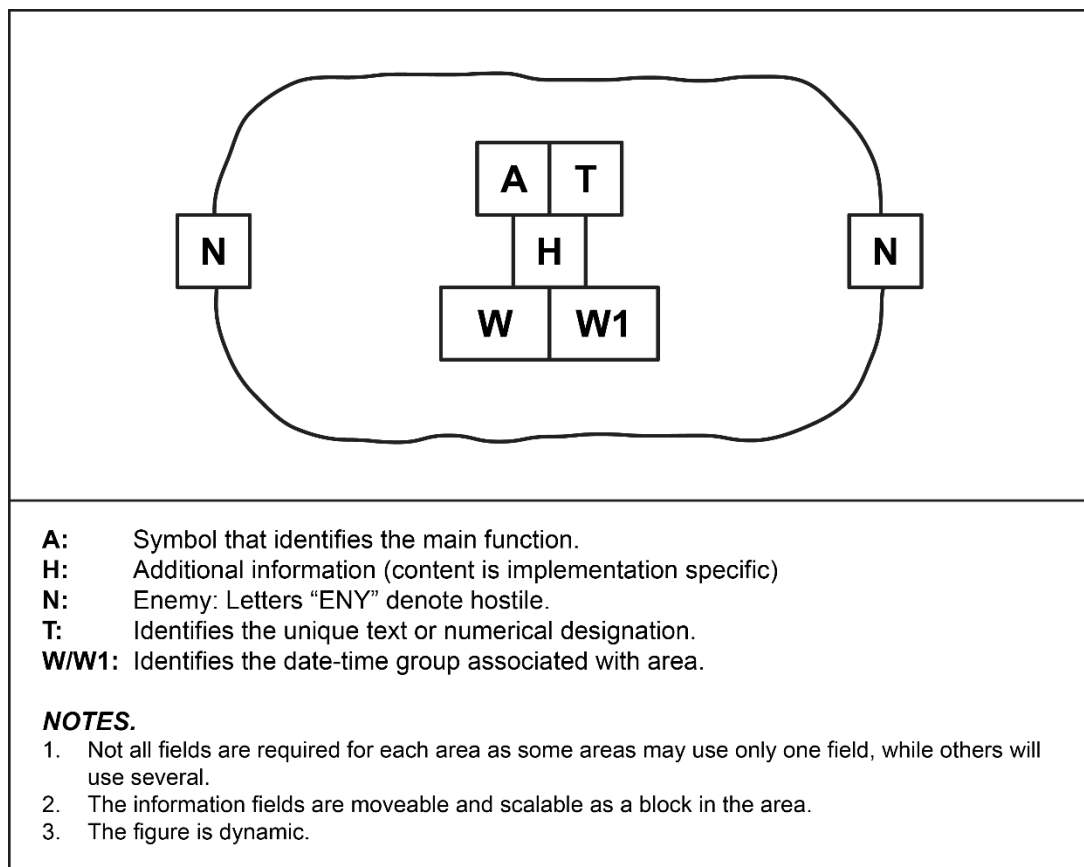 A T
N H N
W W1
A: Symbol that identifies the main function.
H: Additional information (content is implementation specific)
N: Enemy: Letters “ENY” denote hostile.
T: Identifies the unique text or numerical designation.
W/W1: Identifies the date-time group associated with area.
NOTES.
1. Not all fields are required for each area as some areas may use only one field, while others will
use several.
2. The information fields are moveable and scalable as a block in the area.
3. The figure is dynamic.